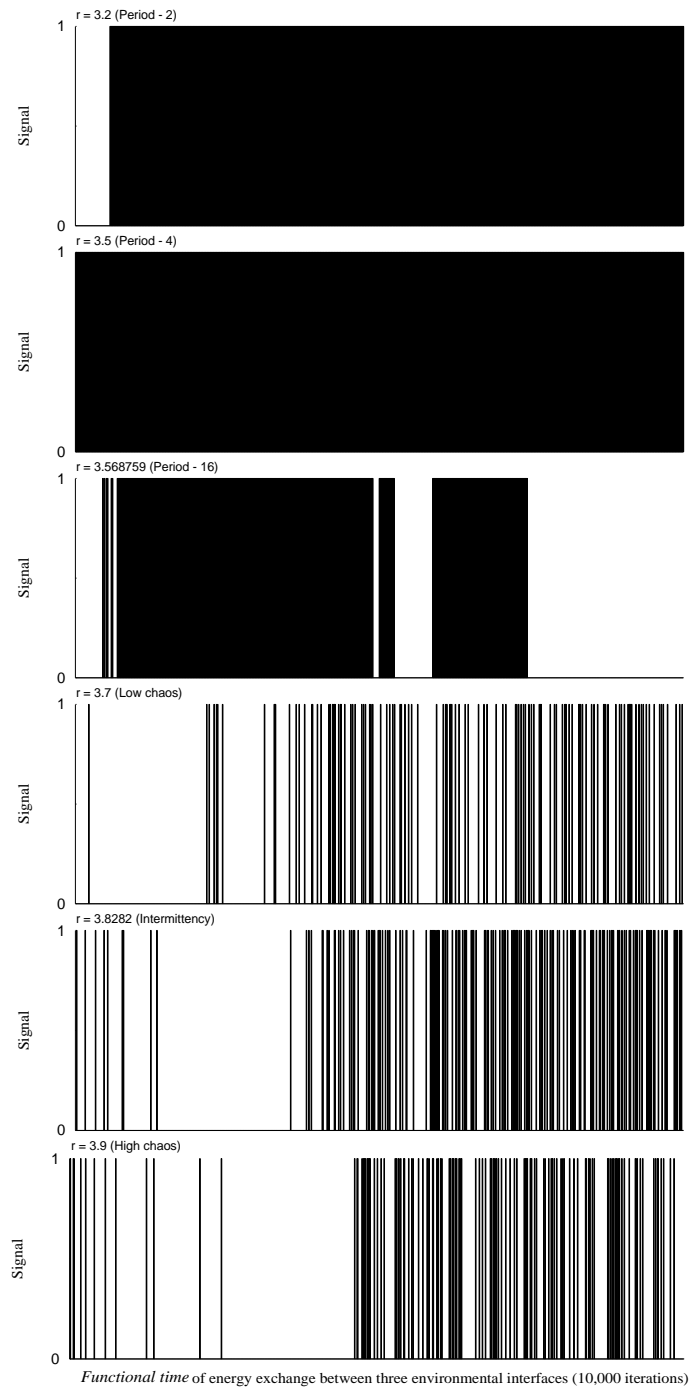 r = 3.2 (Period - 2)
1
Signal
0
r = 3.5 (Period - 4)
1
Signal
0
r = 3.568759 (Period - 16)
1
Signal
0
r = 3.7 (Low chaos)
1
Signal
0
r = 3.8282 (Intermittency)
1
Signal
0
r = 3.9 (High chaos)
1
Signal
0
Functional time of energy exchange between three environmental interfaces (10,000 iterations)